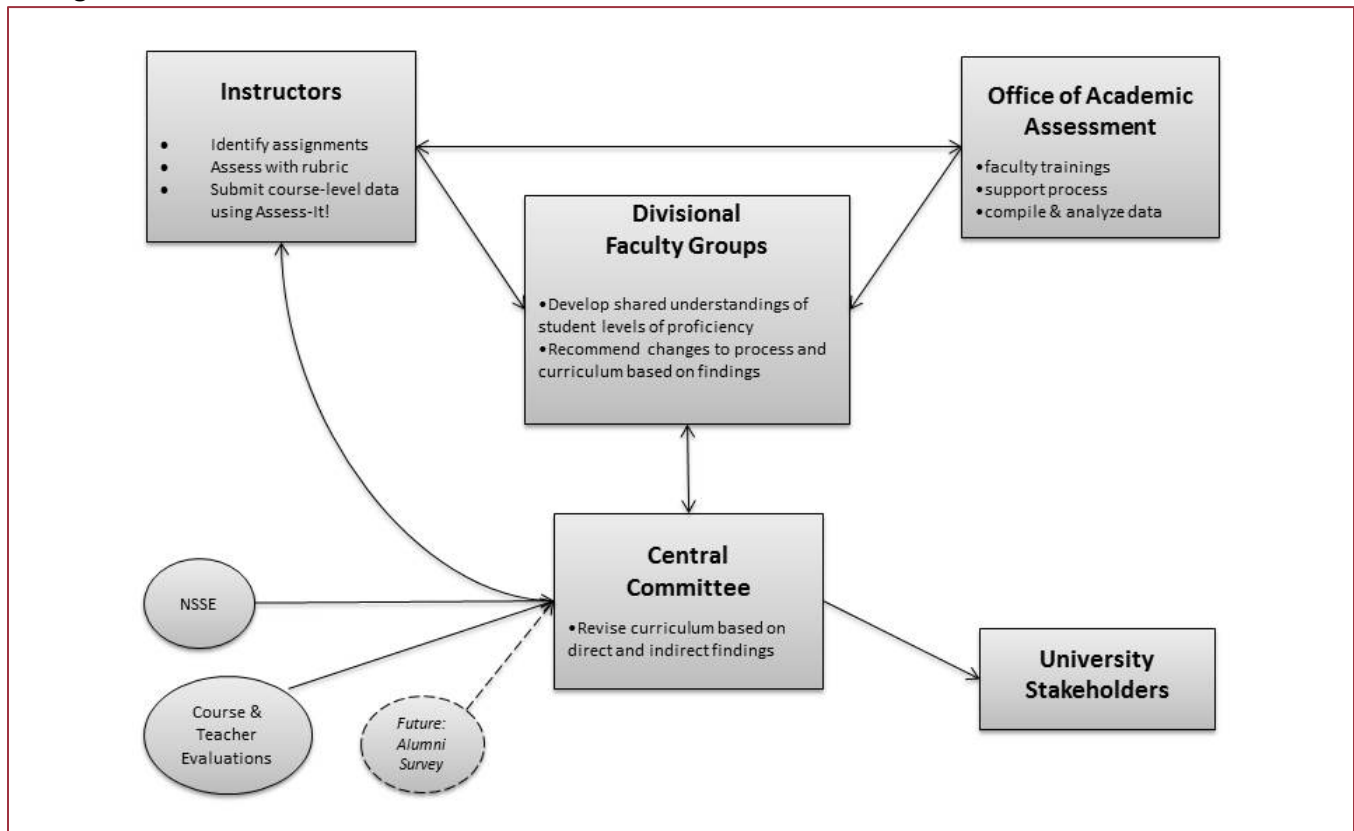 Instructors
• Identify assignments
• Assess with rubric
• Submit course-level data
using Assess-It!
Office of Academic
Assessment
•faculty trainings
•support process
•compile & analyze data
Divisional
Faculty Groups
•Develop shared understandings of
student levels of proficiency
•Recommend changes to process and
curriculum based on findings
Central
Committee
•Revise curriculum based on
direct and indirect findings
NSSE
Course &
Teacher
Evaluations
Future:
Alumni
Survey
University
Stakeholders